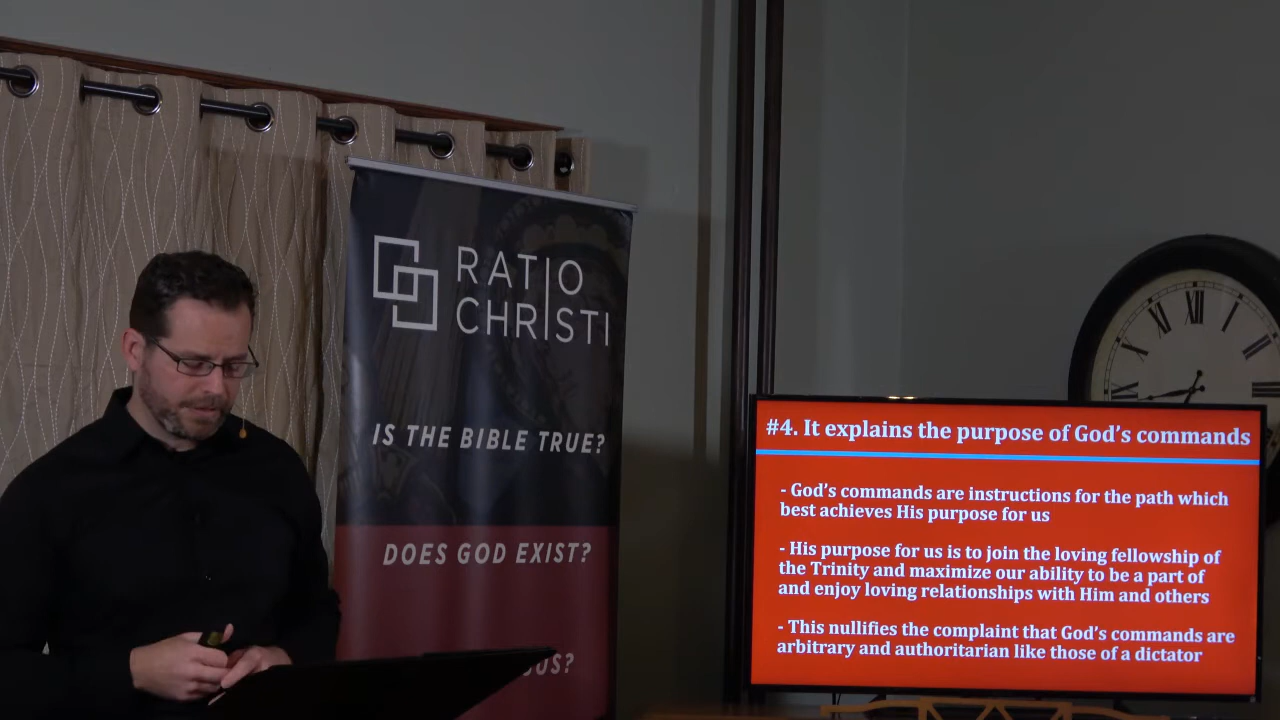 RATIO
CHRISTI
IS THE BIBLE TRUE?
DOES GOD EXIST?
#4. It explains the purpose of God's commands
- God's commands are instructions for the path which
best achieves His purpose for us
- His purpose for us is to join the loving fellowship of
the Trinity and maximize our ability to be a part of
and enjoy loving relationships with Him and others
- This nullifies the complaint that God's commands are
arbitrary and authoritarian like those of a dictator